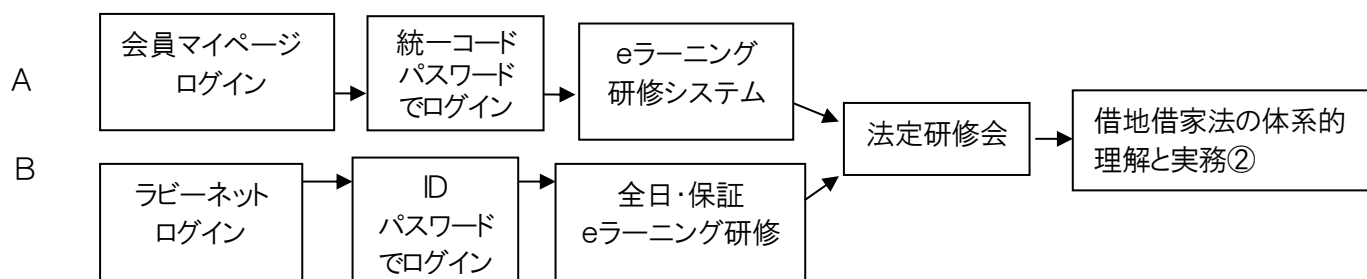 A
会員マイページ
ログイン
統一コード
パスワード
でログイン
eラーニング
研修システム
B
ラビーネット
ログイン
ID
パスワード
でログイン
全日・保証
eラーニング研修
法定研修会
借地借家法の体系的
理解と実務②